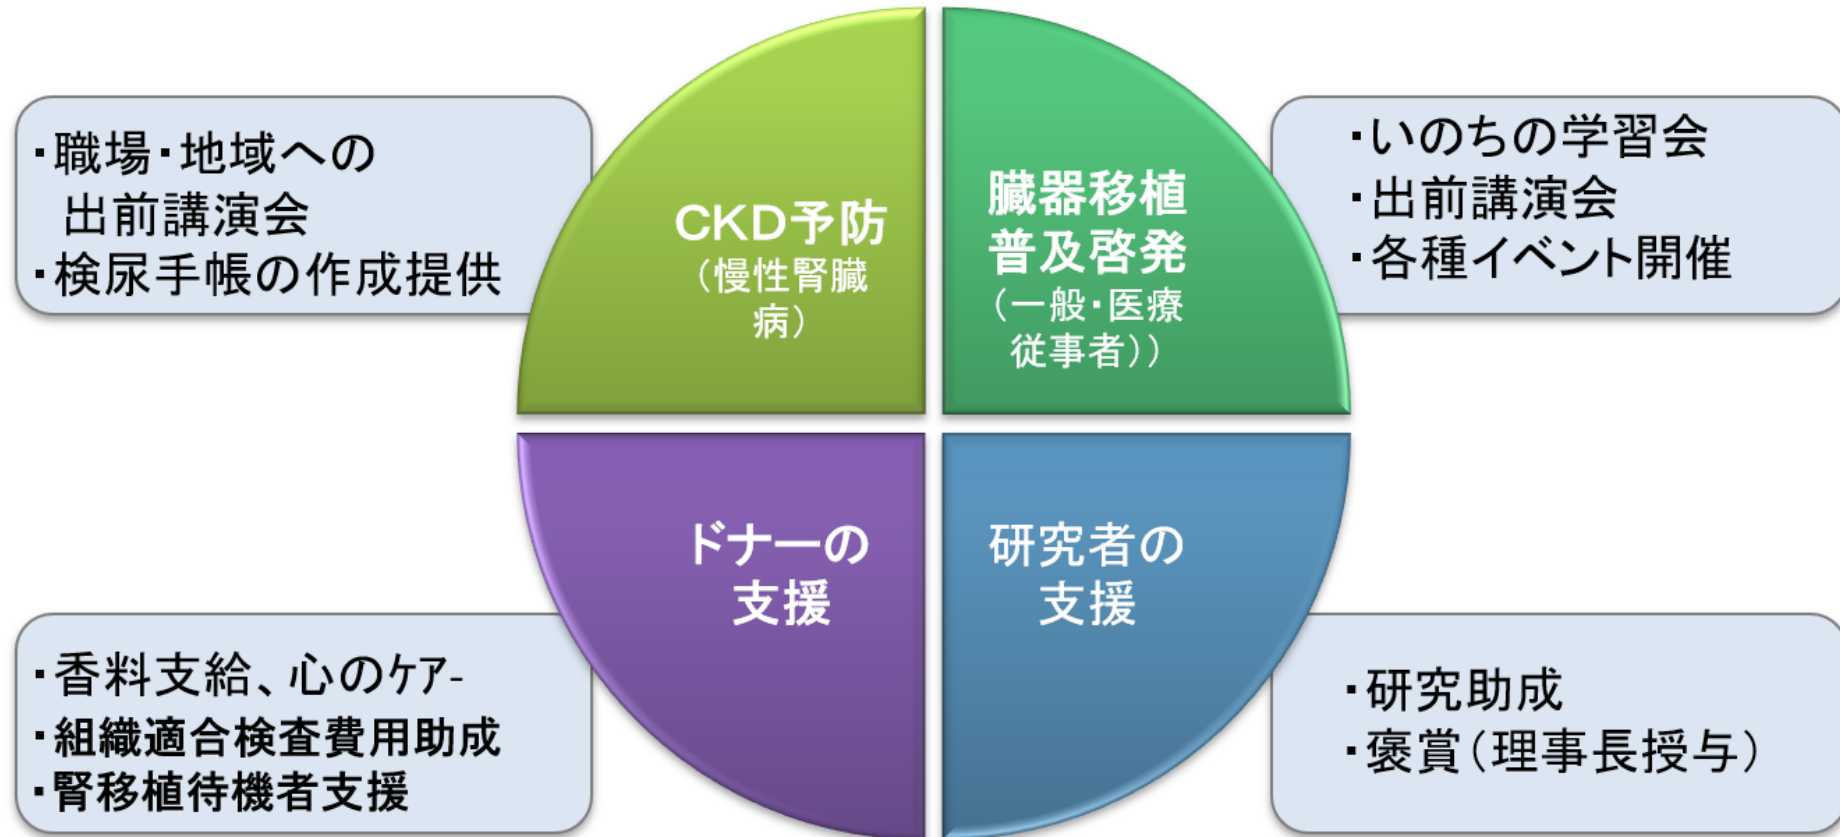 ・職場・地域への
出前講演会
・検尿手帳の作成提供
CKD予防
（慢性腎臓
病）
臓器移植
普及啓発
（一般・医療
従事者））
・いのちの学習会
・出前講演会
・各種イベント開催
・香料支給、心のｹｱ-
・組織適合検査費用助成
・腎移植待機者支援
ドナーの
支援
研究者の
支援
・研究助成
・褒賞（理事長授与）